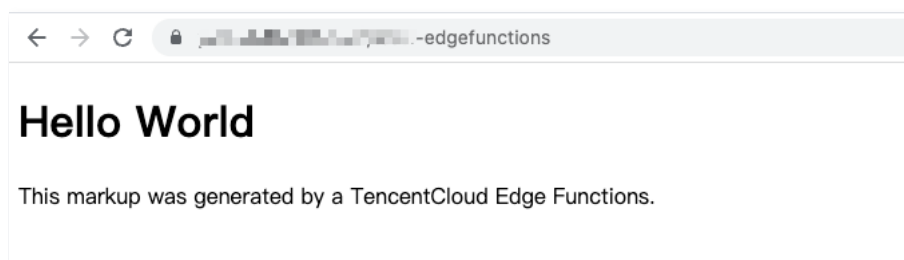 -edgefunctions
Hello World
This markup was generated by a TencentCloud Edge Functions.